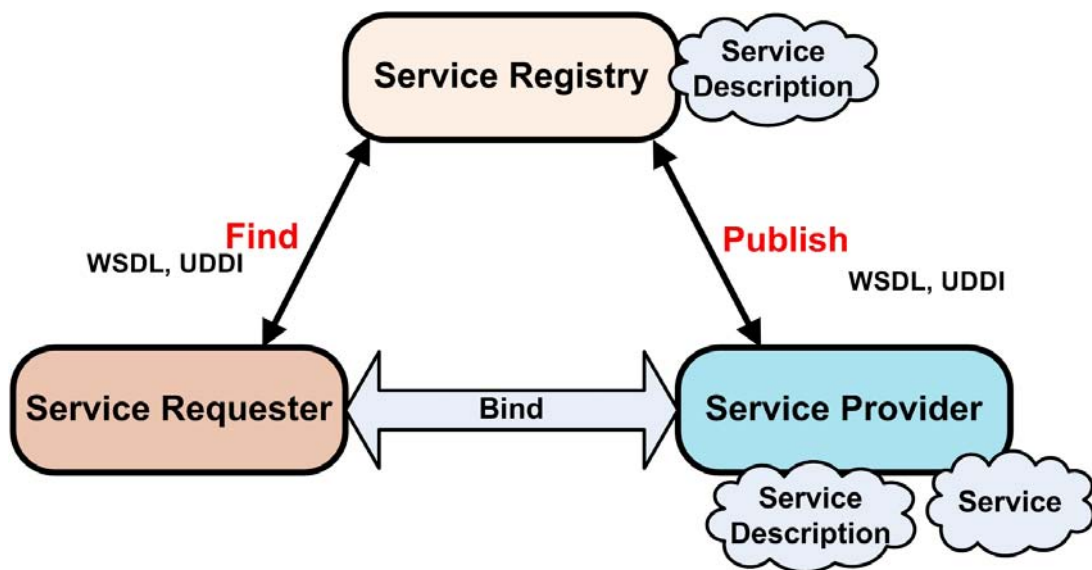 Service Registry
Service
Description
Find
WSDL, UDDI
Publish
WSDL, UDDI
Service Requester
Bind
Service Provider
Service
Description
Service